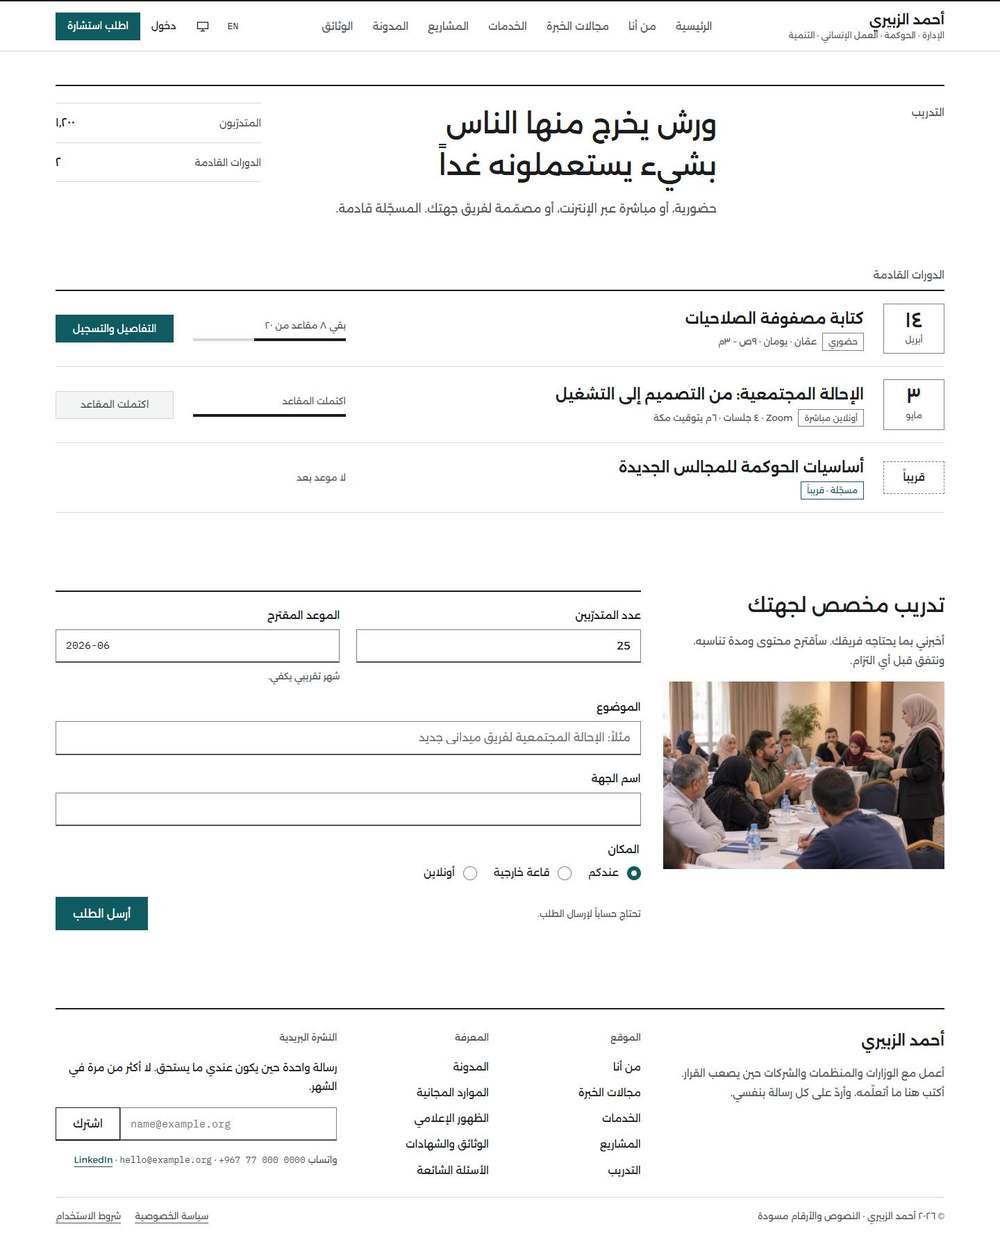 أحمد الزبيري
الإدارة · الحوكمة · العمل الإنساني · التنمية
الرئيسية
من أنا
مجالات الخبرة
الخدمات
المشاريع
المدونة
الوثائق
EN
دخول
اطلب استشارة
التدريب
ورش يخرج منها الناس
بشيء يستعملونه غداً
حضورية، أو مباشرة عبر الإنترنت، أو مصمّمة لفريق جهتك. المسجّلة قادمة.
المتدرّبون ١,٢٠٠
الدورات القادمة ٢
الدورات القادمة
١٤
أبريل
كتابة مصفوفة الصلاحيات
حضوري عمّان · يومان · ٩ص – ٣م
بقي ٨ مقاعد من ٢٠
التفاصيل والتسجيل
٣
مايو
الإحالة المجتمعية: من التصميم إلى التشغيل
أونلاين مباشرة Zoom · ٤ جلسات · ٦م بتوقيت مكة
اكتملت المقاعد
اكتملت المقاعد
قريباً
أساسيات الحوكمة للمجالس الجديدة
مسجّلة · قريباً
لا موعد بعد
تدريب مخصص لجهتك
أخبرني بما يحتاجه فريقك. سأقترح محتوى ومدة تناسبه،
ونتفق قبل أي التزام.
عدد المتدرّبين
25
الموعد المقترح
2026-06
شهر تقريبي يكفي.
الموضوع
مثلاً: الإحالة المجتمعية لفريق ميداني جديد
اسم الجهة
المكان
عندكم
قاعة خارجية
أونلاين
تحتاج حساباً لإرسال الطلب.
أرسل الطلب
أحمد الزبيري
أعمل مع الوزارات والمنظمات والشركات حين يصعب القرار.
أكتب هنا ما أتعلّمه، وأردّ على كل رسالة بنفسي.
الموقع
من أنا
مجالات الخبرة
الخدمات
المشاريع
التدريب
المعرفة
المدونة
الموارد المجانية
الظهور الإعلامي
الوثائق والشهادات
الأسئلة الشائعة
النشرة البريدية
رسالة واحدة حين يكون عندي ما يستحق. لا أكثر من مرة في
الشهر.
name@example.org
اشترك
واتساب +967 77 000 0000 · hello@example.org · LinkedIn
© ٢٠٢٦ أحمد الزبيري · النصوص والأرقام مسودة
سياسة الخصوصية
شروط الاستخدام